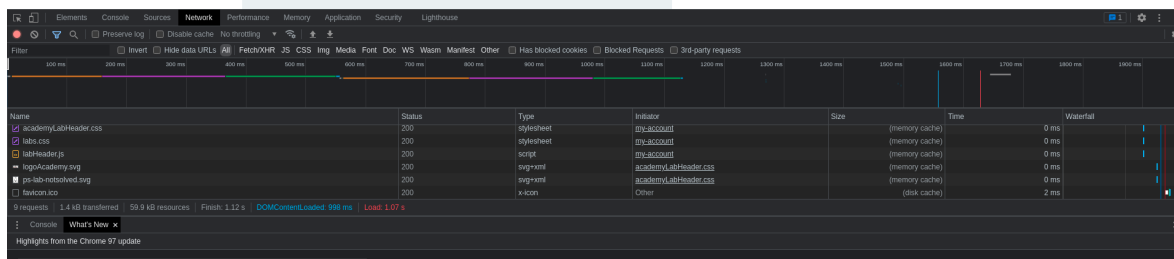 Elements Console Sources Network Performance Memory Application Security Lighthouse 1
Preserve log Disable cache No throttling
Filter Invert Hide data URLs All Fetch/XHR JS CSS Img Media Font Doc WS Wasm Manifest Other Has blocked cookies Blocked Requests 3rd-party requests
100 ms 200 ms 300 ms 400 ms 500 ms 600 ms 700 ms 800 ms 900 ms 1000 ms 1100 ms 1200 ms 1300 ms 1400 ms 1500 ms 1600 ms 1700 ms 1800 ms 1900 ms
Name Status Type Initiator Size Time Waterfall
academyLabHeader.css 200 stylesheet my-account (memory cache) 0 ms
labs.css 200 stylesheet my-account (memory cache) 0 ms
labHeader.js 200 script my-account (memory cache) 0 ms
logoAcademy.svg 200 svg+xml academyLabHeader.css (memory cache) 0 ms
ps-lab-notsolved.svg 200 svg+xml academyLabHeader.css (memory cache) 0 ms
favicon.ico 200 x-icon Other (disk cache) 2 ms
9 requests 1.4 kB transferred 59.9 kB resources Finish: 1.12 s DOMContentLoaded: 998 ms Load: 1.07 s
Console What's New ×
Highlights from the Chrome 97 update